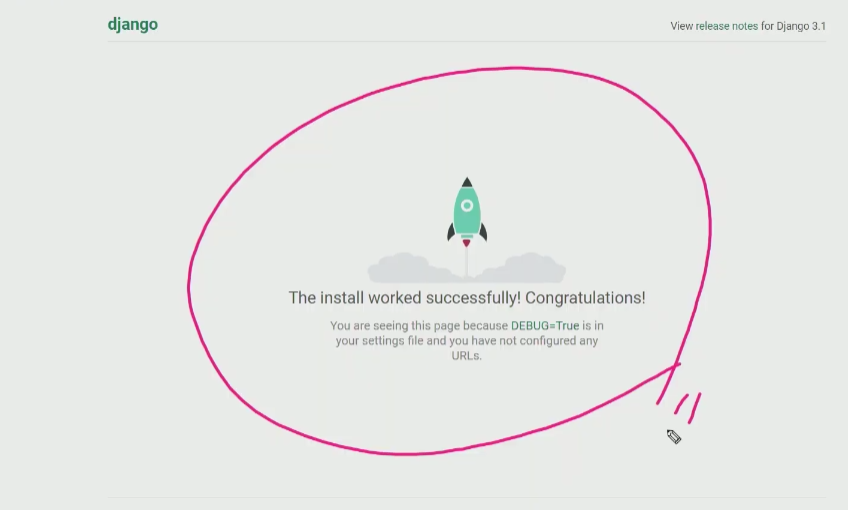 django
View release notes for Django 3.1
The install worked successfully! Congratulations!
You are seeing this page because DEBUG=True is in
your settings file and you have not configured any
URLs.